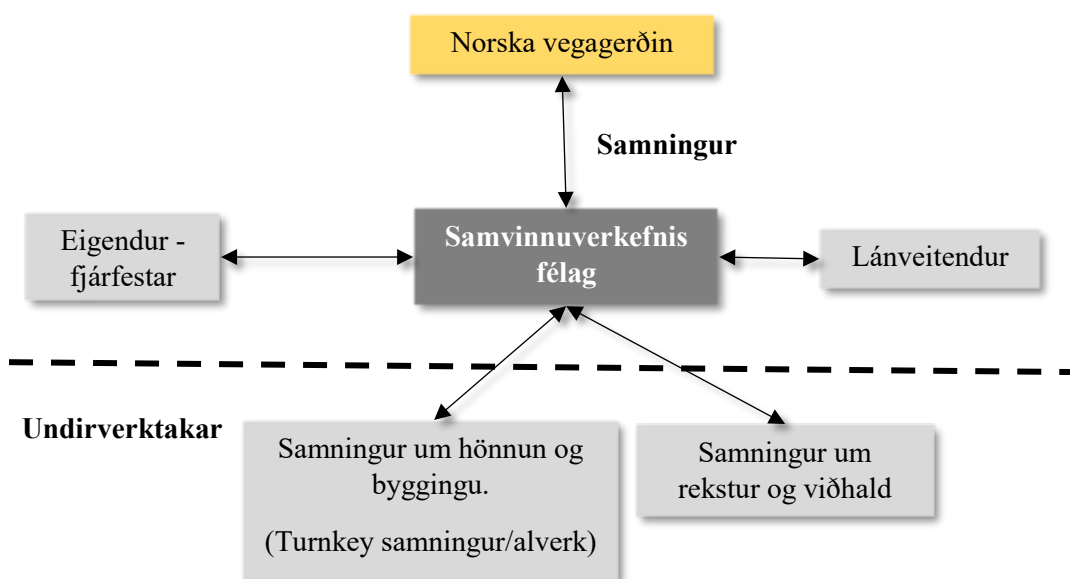 Norska vegagerðin
Samningur
Eigendur -
fjárfestar
Samvinnuverkefnis
félag
Lánveitendur
Undirverktakar
Samningur um hönnun og
byggingu.
(Turnkey samningur/alverk)
Samningur um
rekstur og viðhald